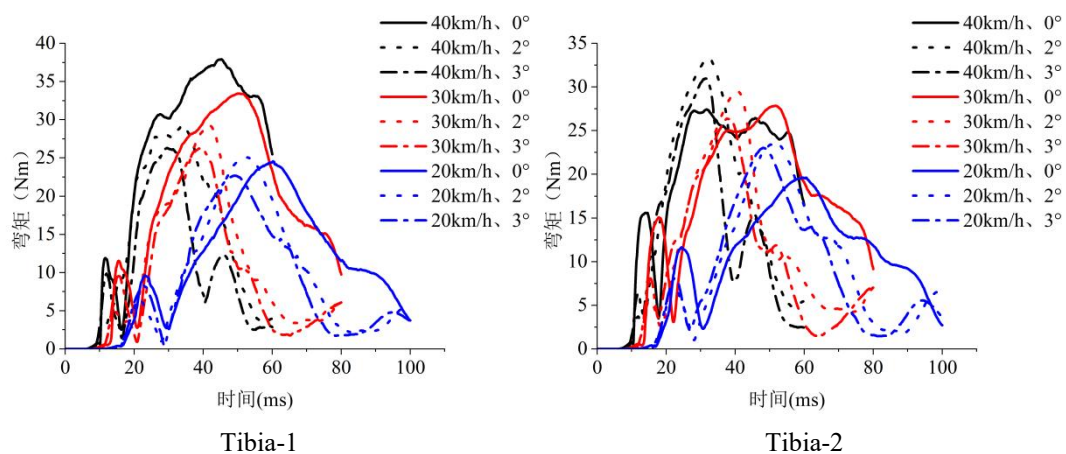 40km/h、0°
40km/h、2°
40km/h、3°
30km/h、0°
30km/h、2°
30km/h、3°
20km/h、0°
20km/h、2°
20km/h、3°
40
35
30
25
20
15
10
5
0
弯矩（Nm）
0 20 40 60 80 100
时间(ms)
Tibia-1
40km/h、0°
40km/h、2°
40km/h、3°
30km/h、0°
30km/h、2°
30km/h、3°
20km/h、0°
20km/h、2°
20km/h、3°
35
30
25
20
15
10
5
0
弯矩（Nm）
0 20 40 60 80 100
时间(ms)
Tibia-2